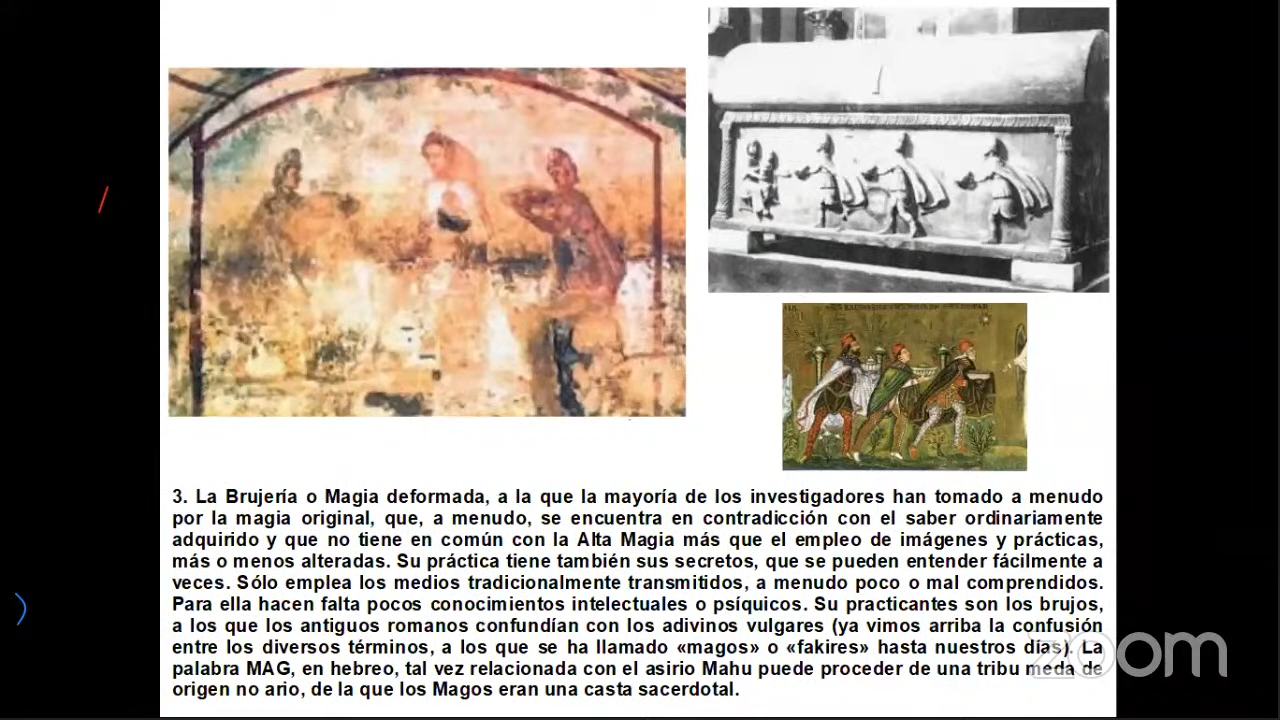 3. La Brujería o Magia deformada, a la que la mayoría de los investigadores han tomado a menudo
por la magia original, que, a menudo, se encuentra en contradicción con el saber ordinariamente
adquirido y que no tiene en común con la Alta Magia más que el empleo de imágenes y prácticas,
más o menos alteradas. Su práctica tiene también sus secretos, que se pueden entender fácilmente a
veces. Sólo emplea los medios tradicionalmente transmitidos, a menudo poco o mal comprendidos.
Para ella hacen falta pocos conocimientos intelectuales o psíquicos. Su practicantes son los brujos,
a los que los antiguos romanos confundían con los adivinos vulgares (ya vimos arriba la confusión
entre los diversos términos, a los que se ha llamado «magos» o «fakires» hasta nuestros días). La
palabra MAG, en hebreo, tal vez relacionada con el asirio Mahu puede proceder de una tribu meda de
origen no ario, de la que los Magos eran una casta sacerdotal.
zoom